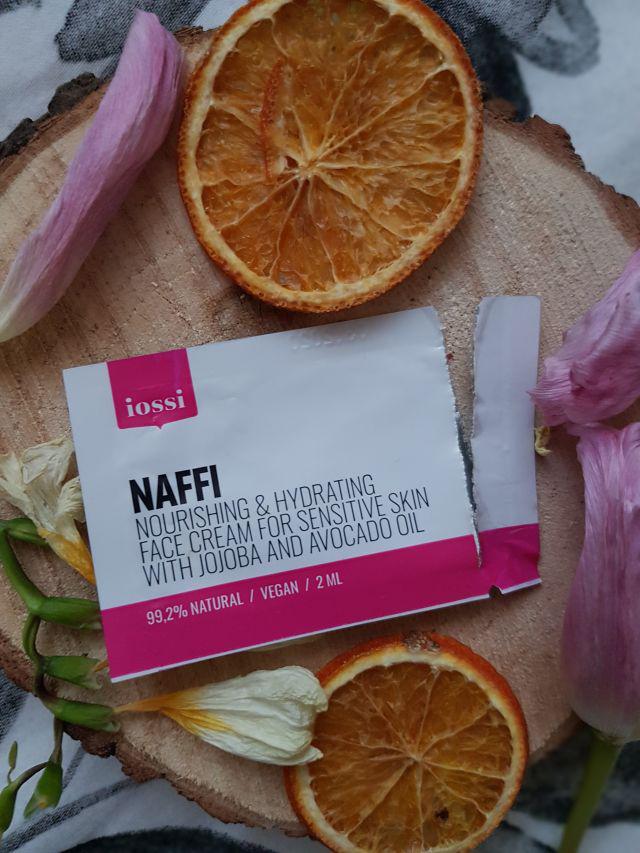 iossi
NAFFI
NOURISHING & HYDRATING
FACE CREAM FOR SENSITIVE SKIN
WITH JOJOBA AND AVOCADO OIL
99,2% NATURAL / VEGAN / 2 ML